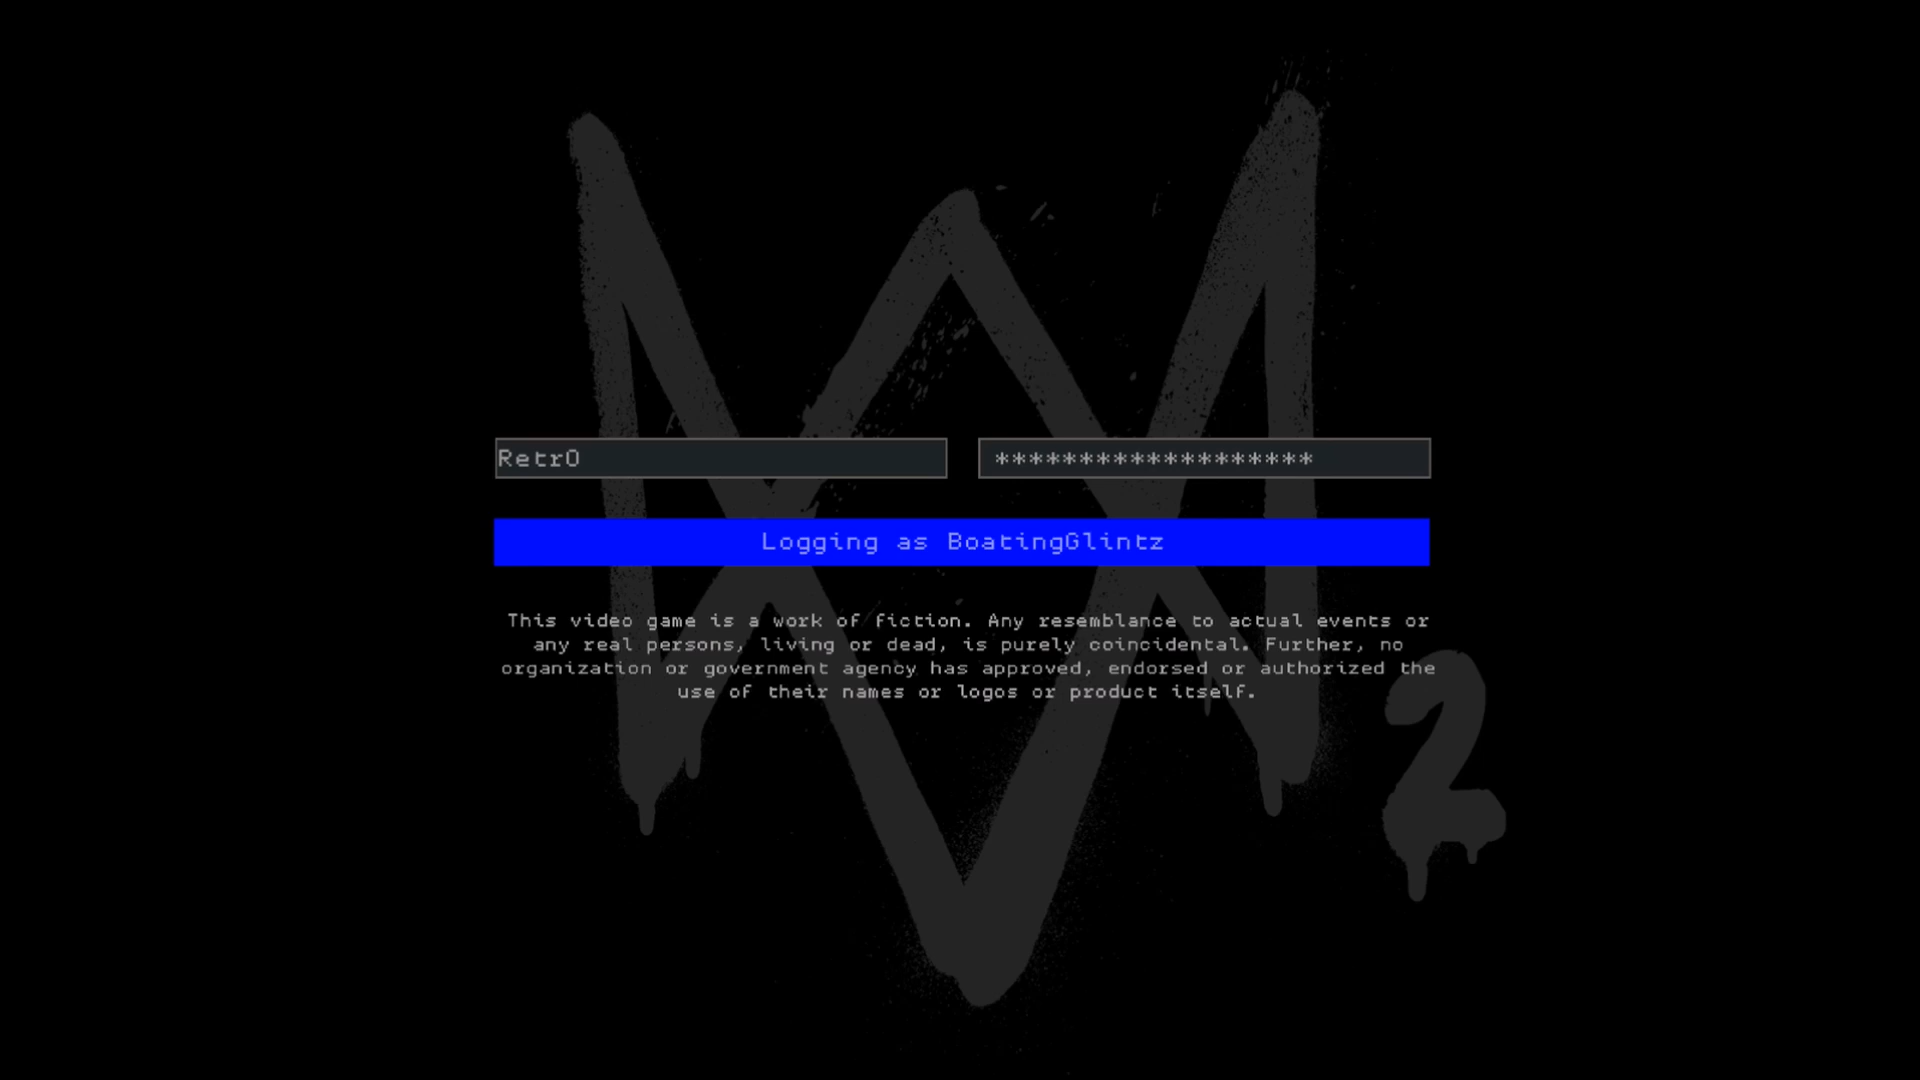 Retr0
*******************
Logging as BoatingGlintz
This video game is a work of fiction. Any resemblance to actual events or
any real persons, living or dead, is purely coincidental. Further, no
organization or government agency has approved, endorsed or authorized the
use of their names or logos or product itself.
2